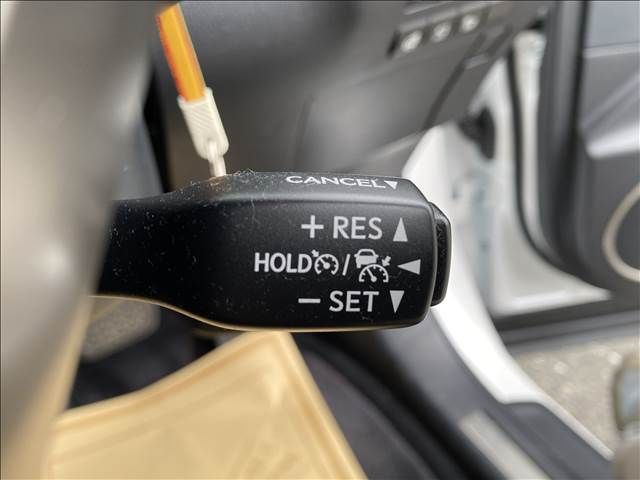 CANCEL▼
+ RES ▲
HOLD / ◀
− SET ▼